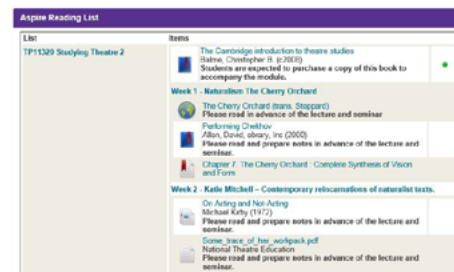 Aspire Reading List
List Items
TP11320 Studying Theatre 2
The Cambridge introduction to theatre studies
Balme, Christopher B. (c2008)
Students are expected to purchase a copy of this book to
accompany the module.
Week 1 - Naturalism The Cherry Orchard
The Cherry Orchard (trans. Stoppard)
Please read in advance of the lecture and seminar
Performing Chekhov
Allen, David, ebrary, Inc (2000)
Please read and prepare notes in advance of the lecture and
seminar.
Chapter 7. The Cherry Orchard : Complete Synthesis of Vision
and Form
Week 2 - Katie Mitchell – Contemporary reincarnations of naturalist texts.
On Acting and Not-Acting
Michael Kirby (1972)
Please read and prepare notes in advance of the lecture and
seminar.
Some_trace_of_her_workpack.pdf
National Theatre Education
Please read and prepare notes in advance of the lecture and
seminar.